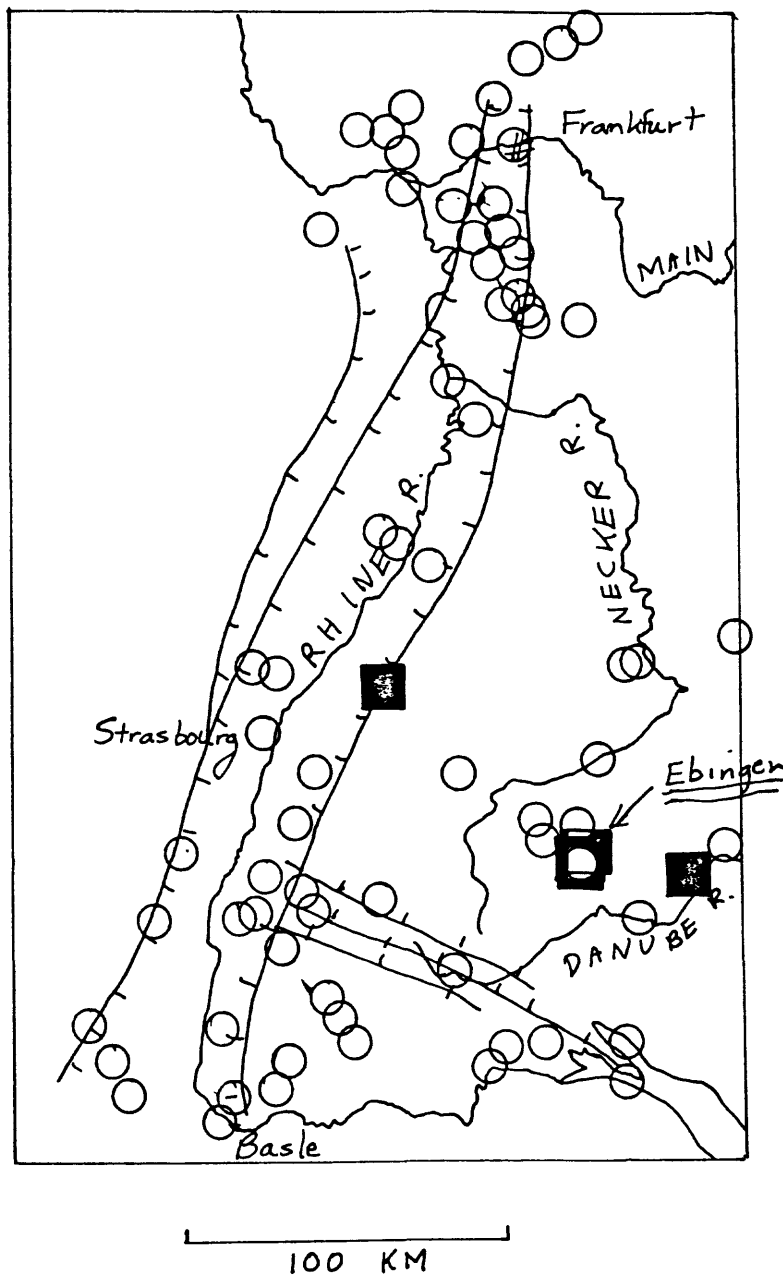 Frankfurt
MAIN
RHINE R.
NECKER R.
Strasbourg
Ebingen
DANUBE R.
Basle
100 KM